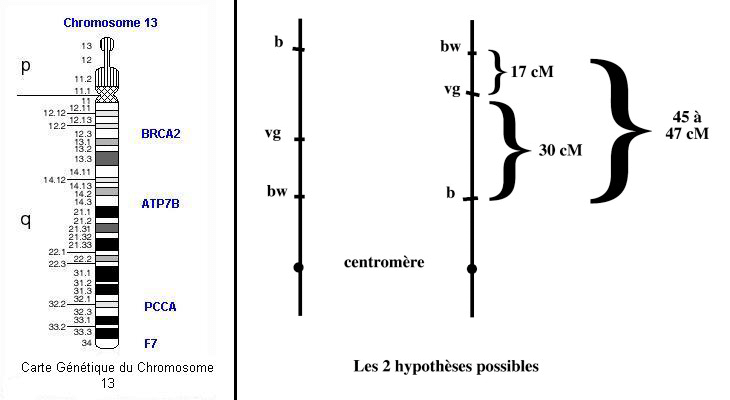 Chromosome 13
13
12
p
11.2
11.1
11
12.11
12.12
12.13
12.2
12.3
BRCA2
13.1
13.2
13.3
14.11
14.12
14.13
14.2
14.3
ATP7B
21.1
q
21.2
21.31
21.32
21.33
22.1
22.2
22.3
31.1
31.2
31.3
32.1
32.2
PCCA
32.3
33.1
33.2
33.3
34
F7
Carte Génétique du Chromosome
13
b
vg
bw
bw
17 cM
vg
30 cM
b
45 à
47 cM
centromère
Les 2 hypothèses possibles